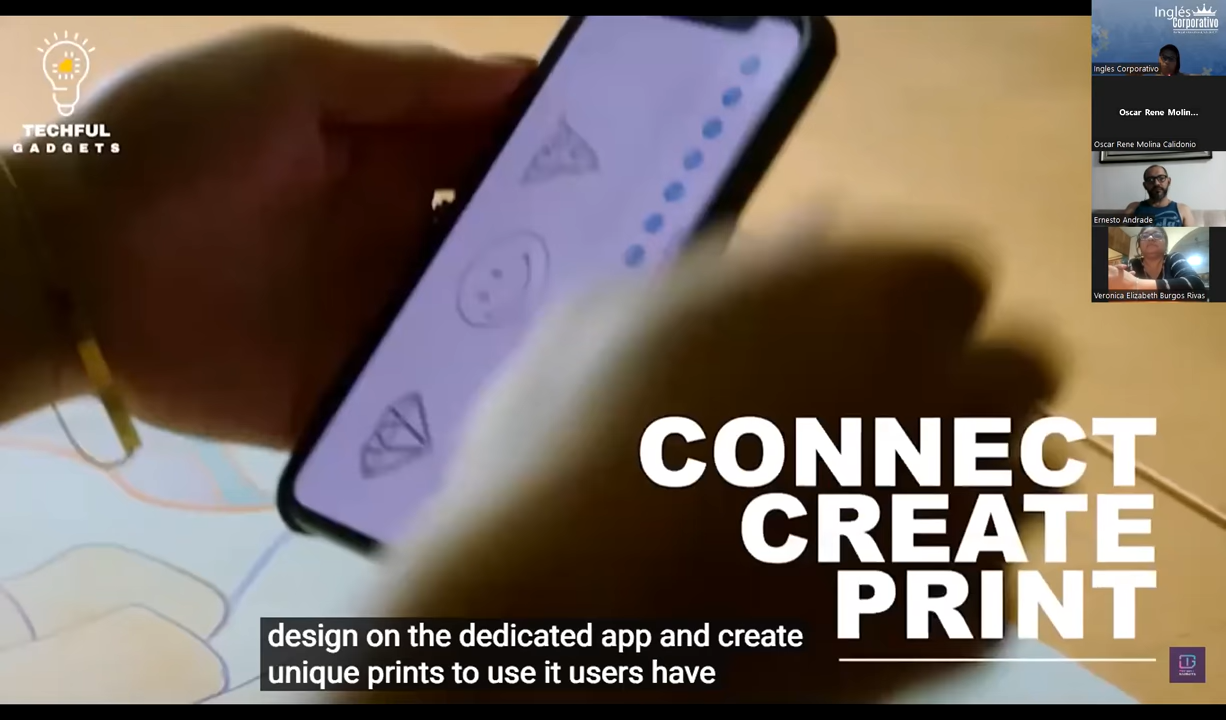 TECHFUL
GADGETS
CONNECT
CREATE
PRINT
design on the dedicated app and create
unique prints to use it users have
Inglés
Corporativo
Ingles Corporativo
Oscar Rene Molin...
Oscar Rene Molina Calidonio
Ernesto Andrade
Veronica Elizabeth Burgos Rivas